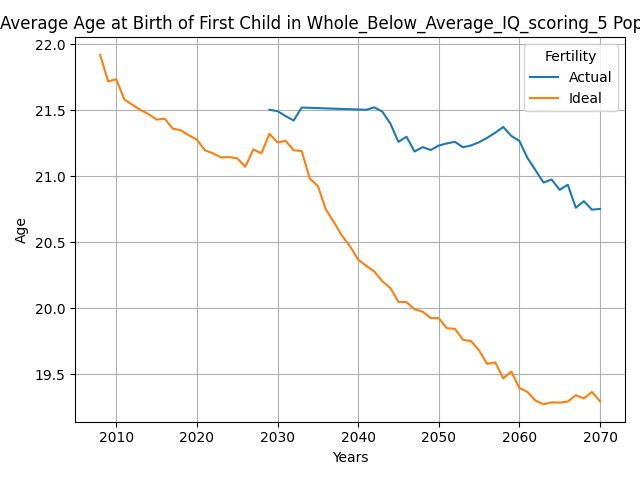 Average Age at Birth of First Child in Whole_Below_Average_IQ_scoring_5 Pop
Fertility
Actual
Ideal
22.0
21.5
21.0
20.5
20.0
19.5
Age
2010 2020 2030 2040 2050 2060 2070
Years